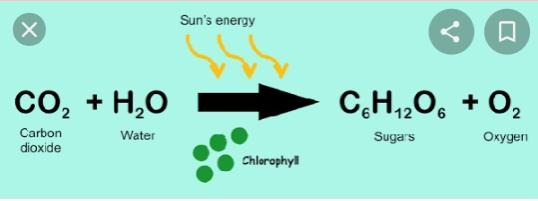 Sun's energy
CO₂ + H₂O C₆H₁₂O₆ + O₂
Carbon dioxide Water Sugars Oxygen
Chlorophyll